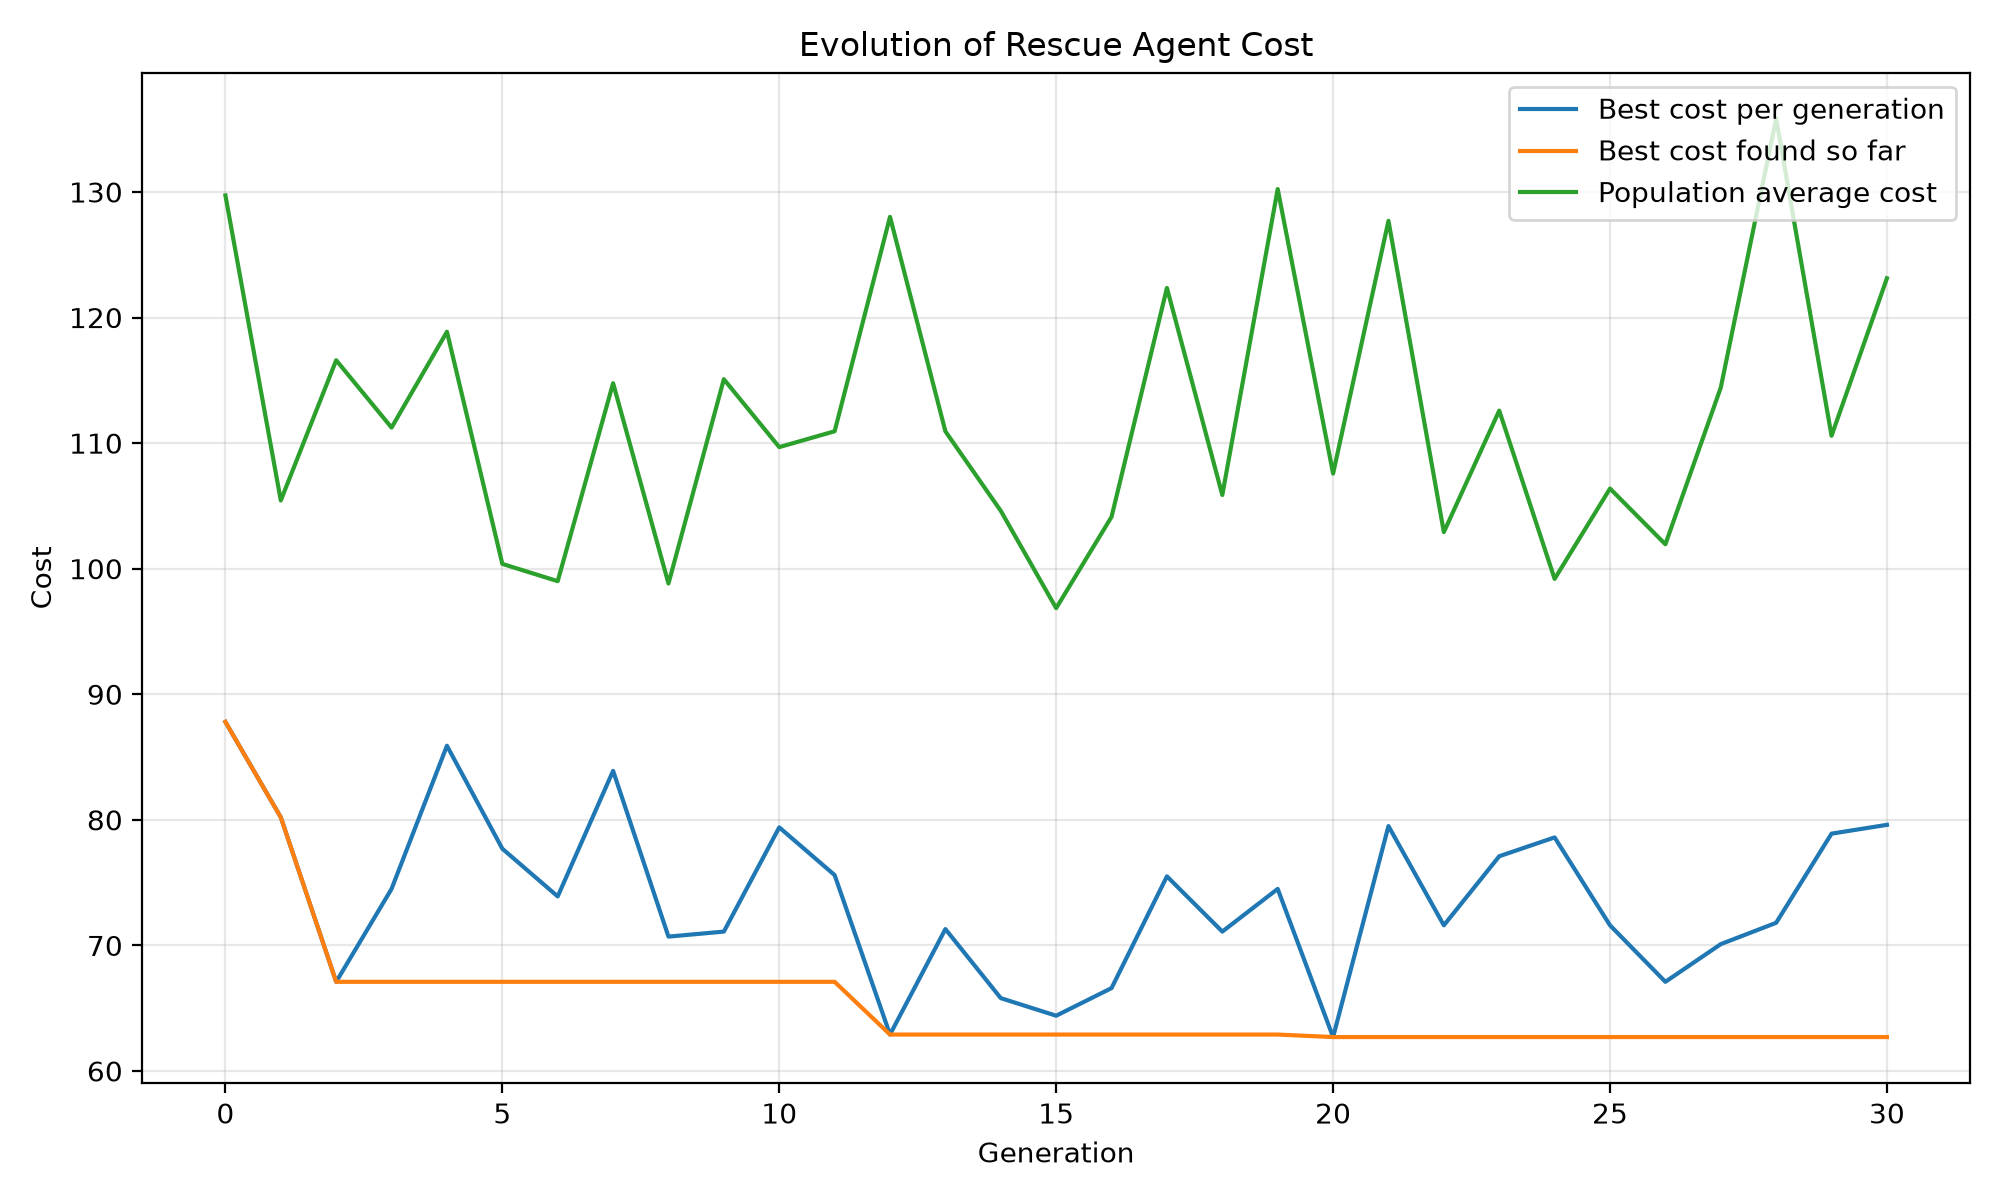 Evolution of Rescue Agent Cost
Best cost per generation
Best cost found so far
Population average cost
130
120
110
100
90
80
70
60
Cost
0 5 10 15 20 25 30
Generation